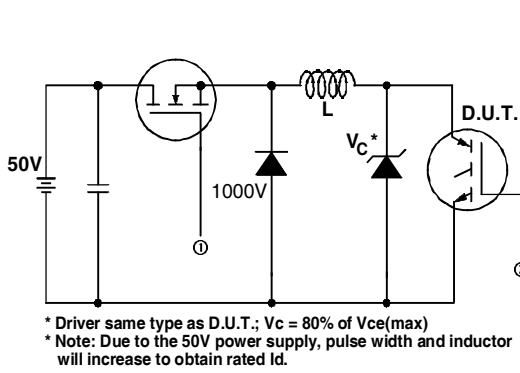 L
D.U.T.
V_C *
50V
1000V
①
* Driver same type as D.U.T.; Vc = 80% of Vce(max)
* Note: Due to the 50V power supply, pulse width and inductor
will increase to obtain rated Id.